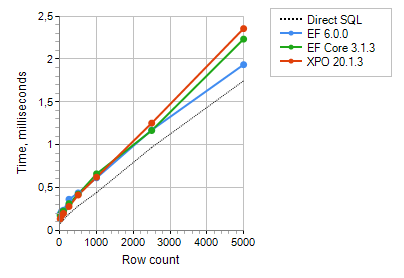 2,5
2
1,5
1
0,5
0
Time, milliseconds
0 1000 2000 3000 4000 5000
Row count
Direct SQL
EF 6.0.0
EF Core 3.1.3
XPO 20.1.3